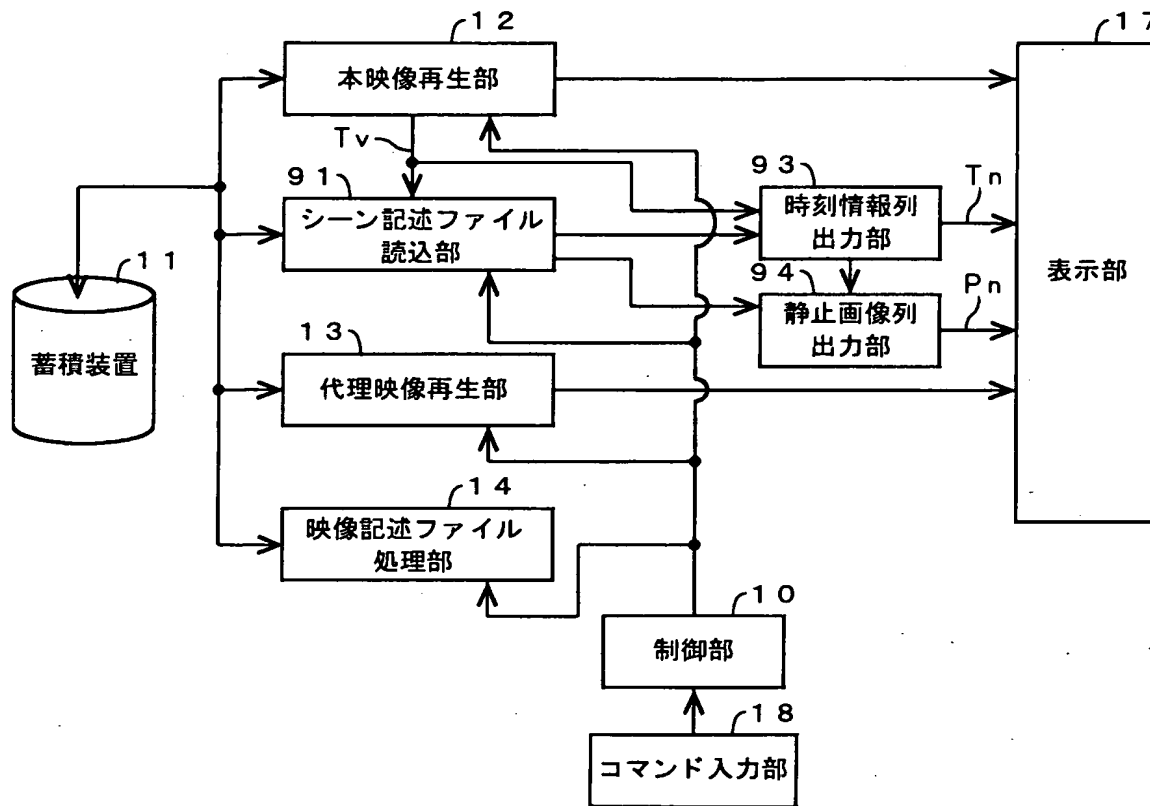 １２
本映像再生部
１７
Ｔｖ
９１
シーン記述ファイル
読込部
９３
時刻情報列
出力部
Ｔｎ
９４
静止画像列
出力部
Ｐｎ
表示部
１１
蓄積装置
１３
代理映像再生部
１４
映像記述ファイル
処理部
１０
制御部
１８
コマンド入力部